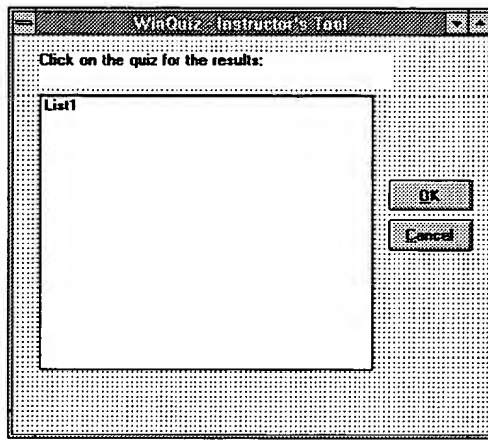 WinQuiz - Instructor's Tool
Click on the quiz for the results:
List1
OK
Cancel